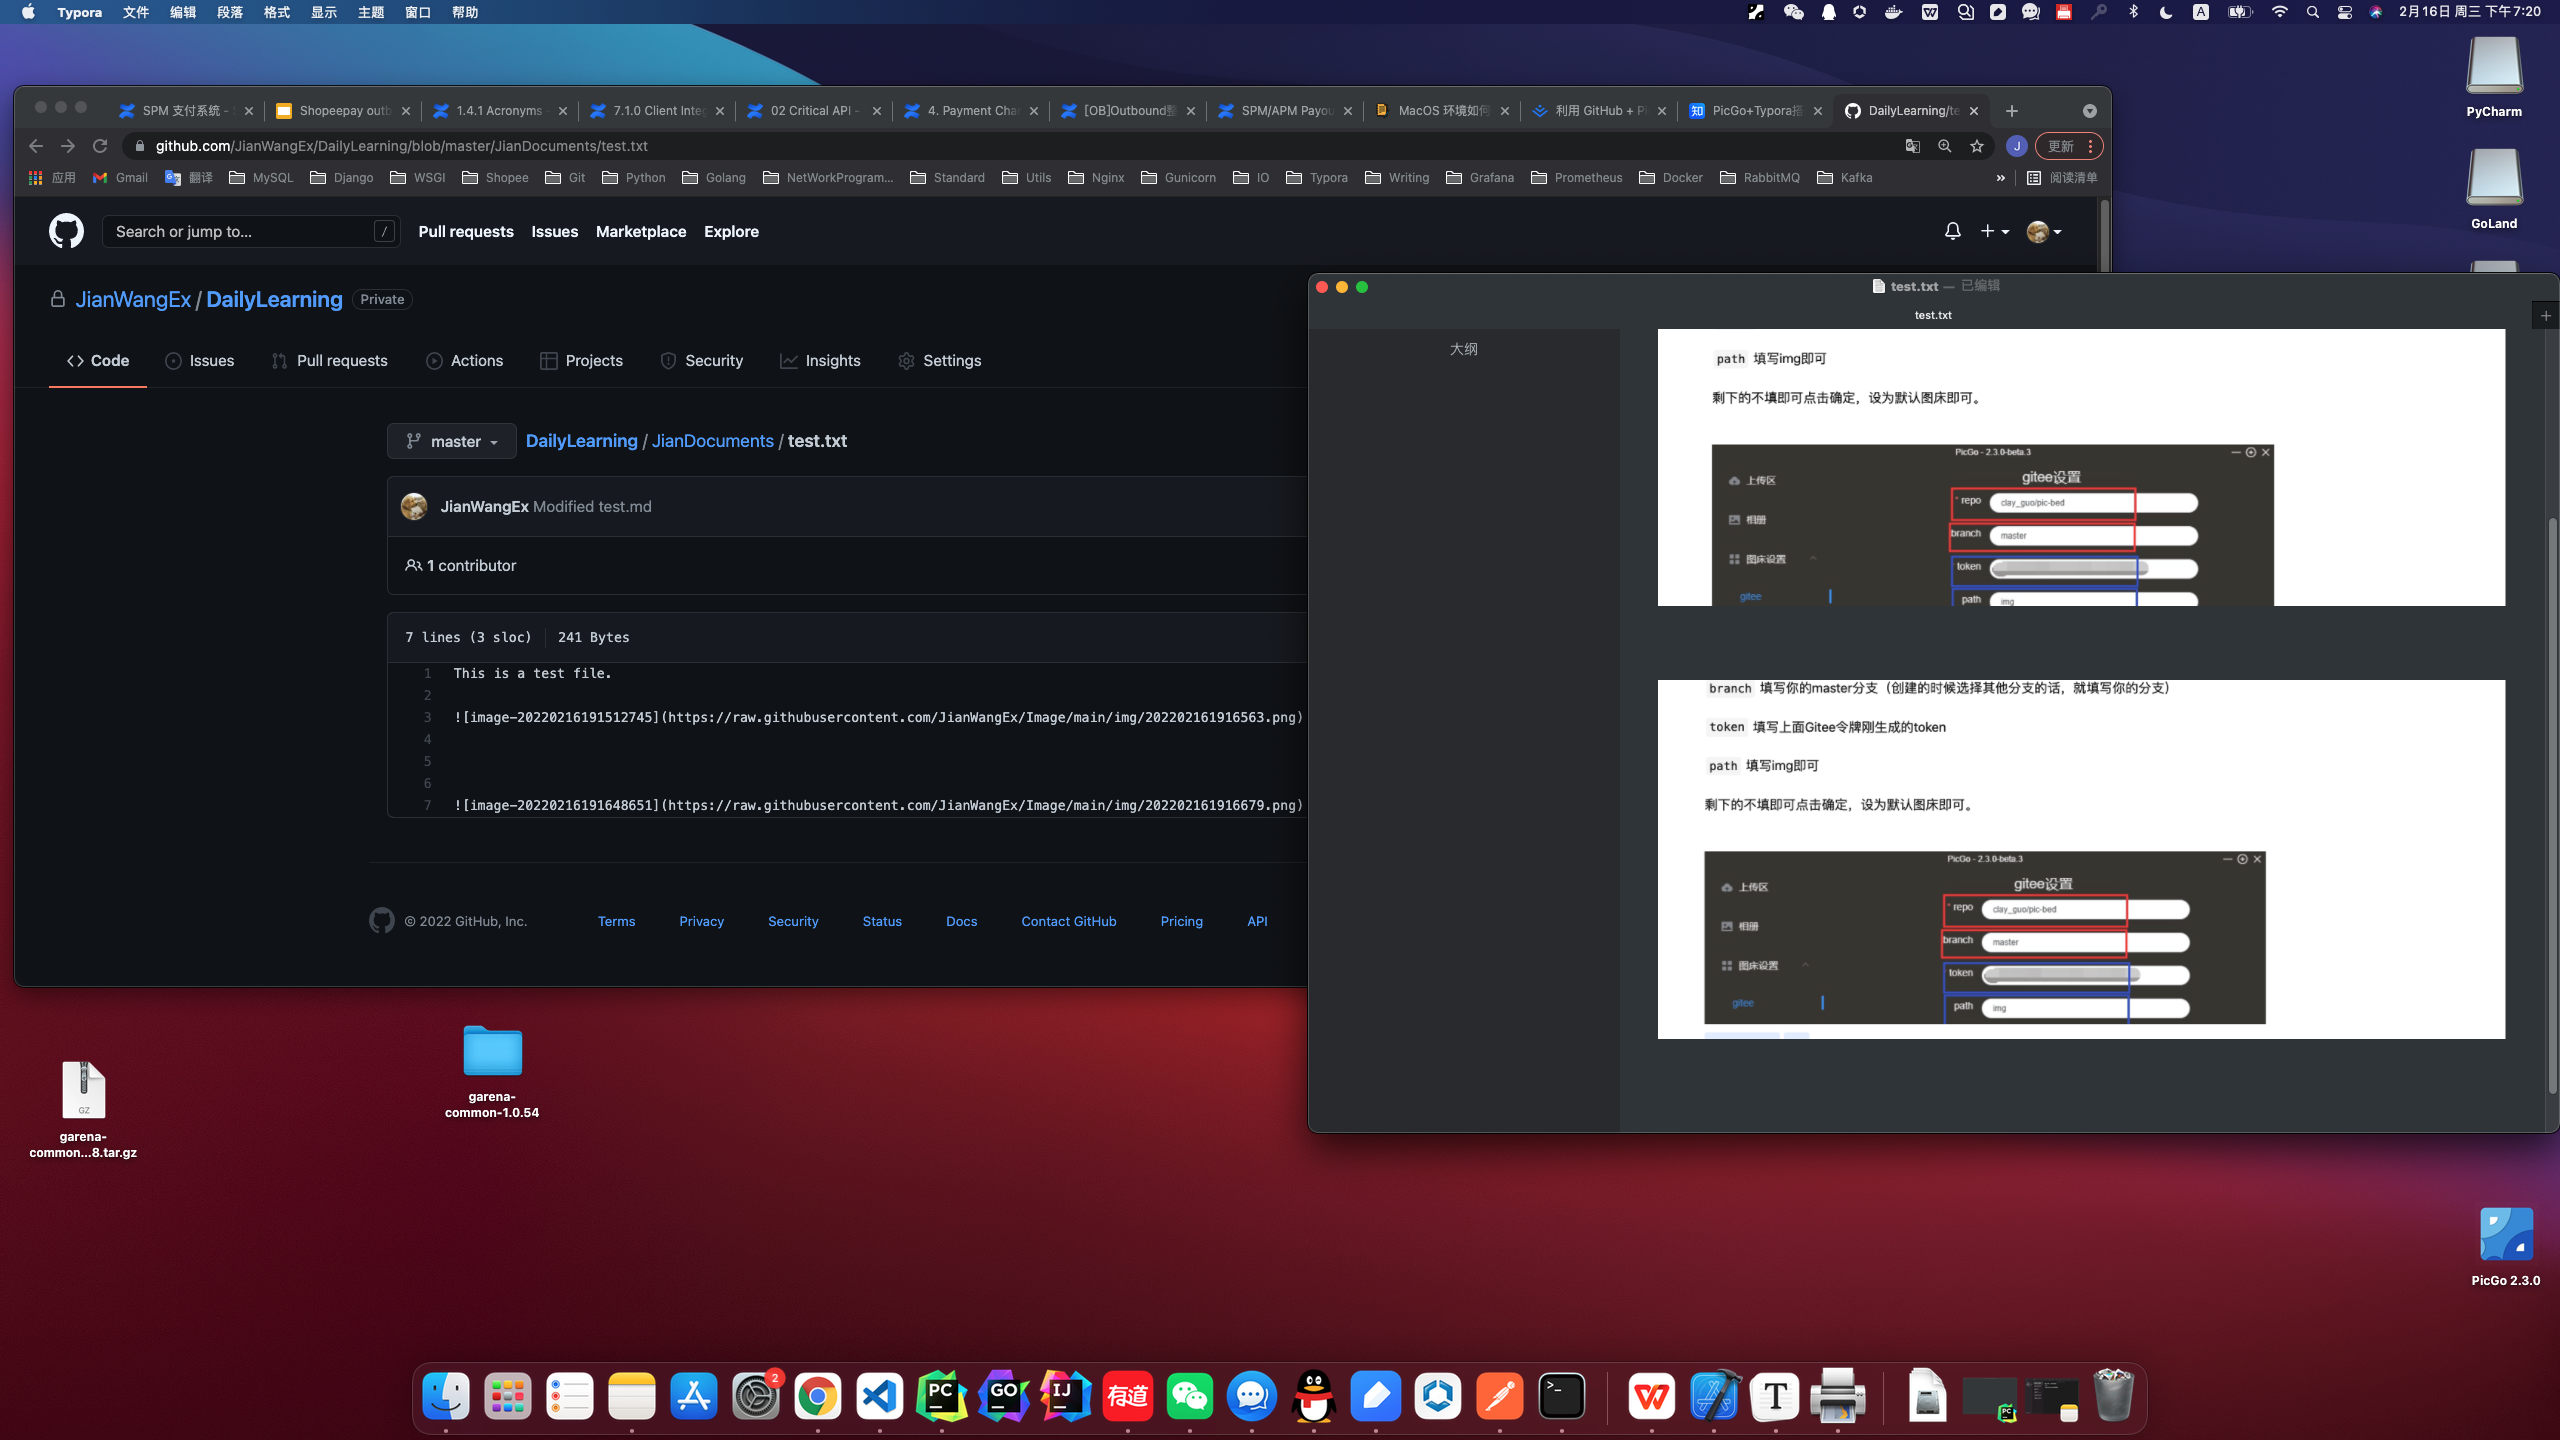 Typora 文件 编辑 段落 格式 显示 主题 窗口 帮助
2月16日 周三 下午7:20
SPM 支付系统 -
Shopeepay outb
1.4.1 Acronyms -
7.1.0 Client Inte
02 Critical API -
4. Payment Cha
[OB]Outbound整
SPM/APM Payou
MacOS 环境如何
利用 GitHub + Pi
PicGo+Typora搭
DailyLearning/te
github.com/JianWangEx/DailyLearning/blob/master/JianDocuments/test.txt
J
更新
应用 Gmail 翻译 MySQL Django WSGI Shopee Git Python Golang NetWorkProgram... Standard Utils Nginx Gunicorn IO Typora Writing Grafana Prometheus Docker RabbitMQ Kafka » 阅读清单
Search or jump to... /
Pull requests Issues Marketplace Explore
JianWangEx / DailyLearning Private
Code Issues Pull requests Actions Projects Security Insights Settings
master
DailyLearning / JianDocuments / test.txt
JianWangEx Modified test.md
1 contributor
7 lines (3 sloc) 241 Bytes
1 This is a test file.
2
3 ![image-20220216191512745](https://raw.githubusercontent.com/JianWangEx/Image/main/img/202202161916563.png)
4
5
6
7 ![image-20220216191648651](https://raw.githubusercontent.com/JianWangEx/Image/main/img/202202161916679.png)
© 2022 GitHub, Inc. Terms Privacy Security Status Docs Contact GitHub Pricing API
test.txt — 已编辑
test.txt
大纲
path 填写img即可
剩下的不填即可点击确定，设为默认图床即可。
PicGo - 2.3.0-beta.3
gitee设置
上传区
相册
图床设置
gitee
* repo clay_guo/pic-bed
branch master
token
path img
branch 填写你的master分支（创建的时候选择其他分支的话，就填写你的分支）
token 填写上面Gitee令牌刚生成的token
path 填写img即可
剩下的不填即可点击确定，设为默认图床即可。
PicGo - 2.3.0-beta.3
gitee设置
上传区
相册
图床设置
gitee
* repo clay_guo/pic-bed
branch master
token
path img
PyCharm
GoLand
GZ
garena-
common...8.tar.gz
garena-
common-1.0.54
PicGo 2.3.0
2
PC
GO
IJ
有道
T